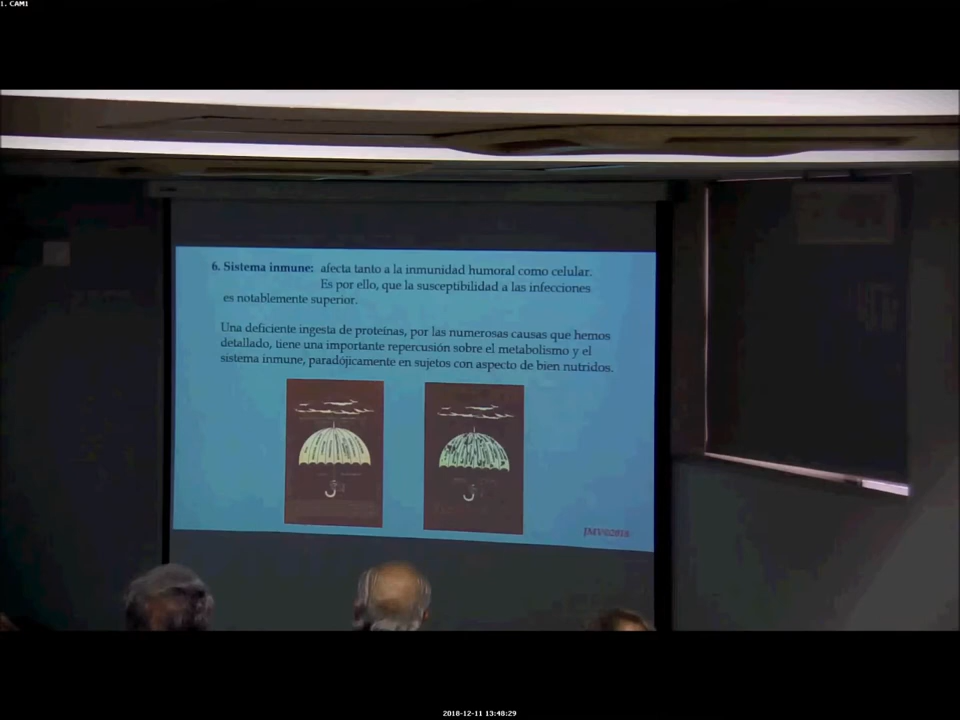 1. CAM1
6. Sistema inmune: afecta tanto a la inmunidad humoral como celular.
Es por ello, que la susceptibilidad a las infecciones
es notablemente superior.
Una deficiente ingesta de proteínas, por las numerosas causas que hemos
detallado, tiene una importante repercusión sobre el metabolismo y el
sistema inmune, paradójicamente en sujetos con aspecto de bien nutridos.
2018-12-11 13:48:29